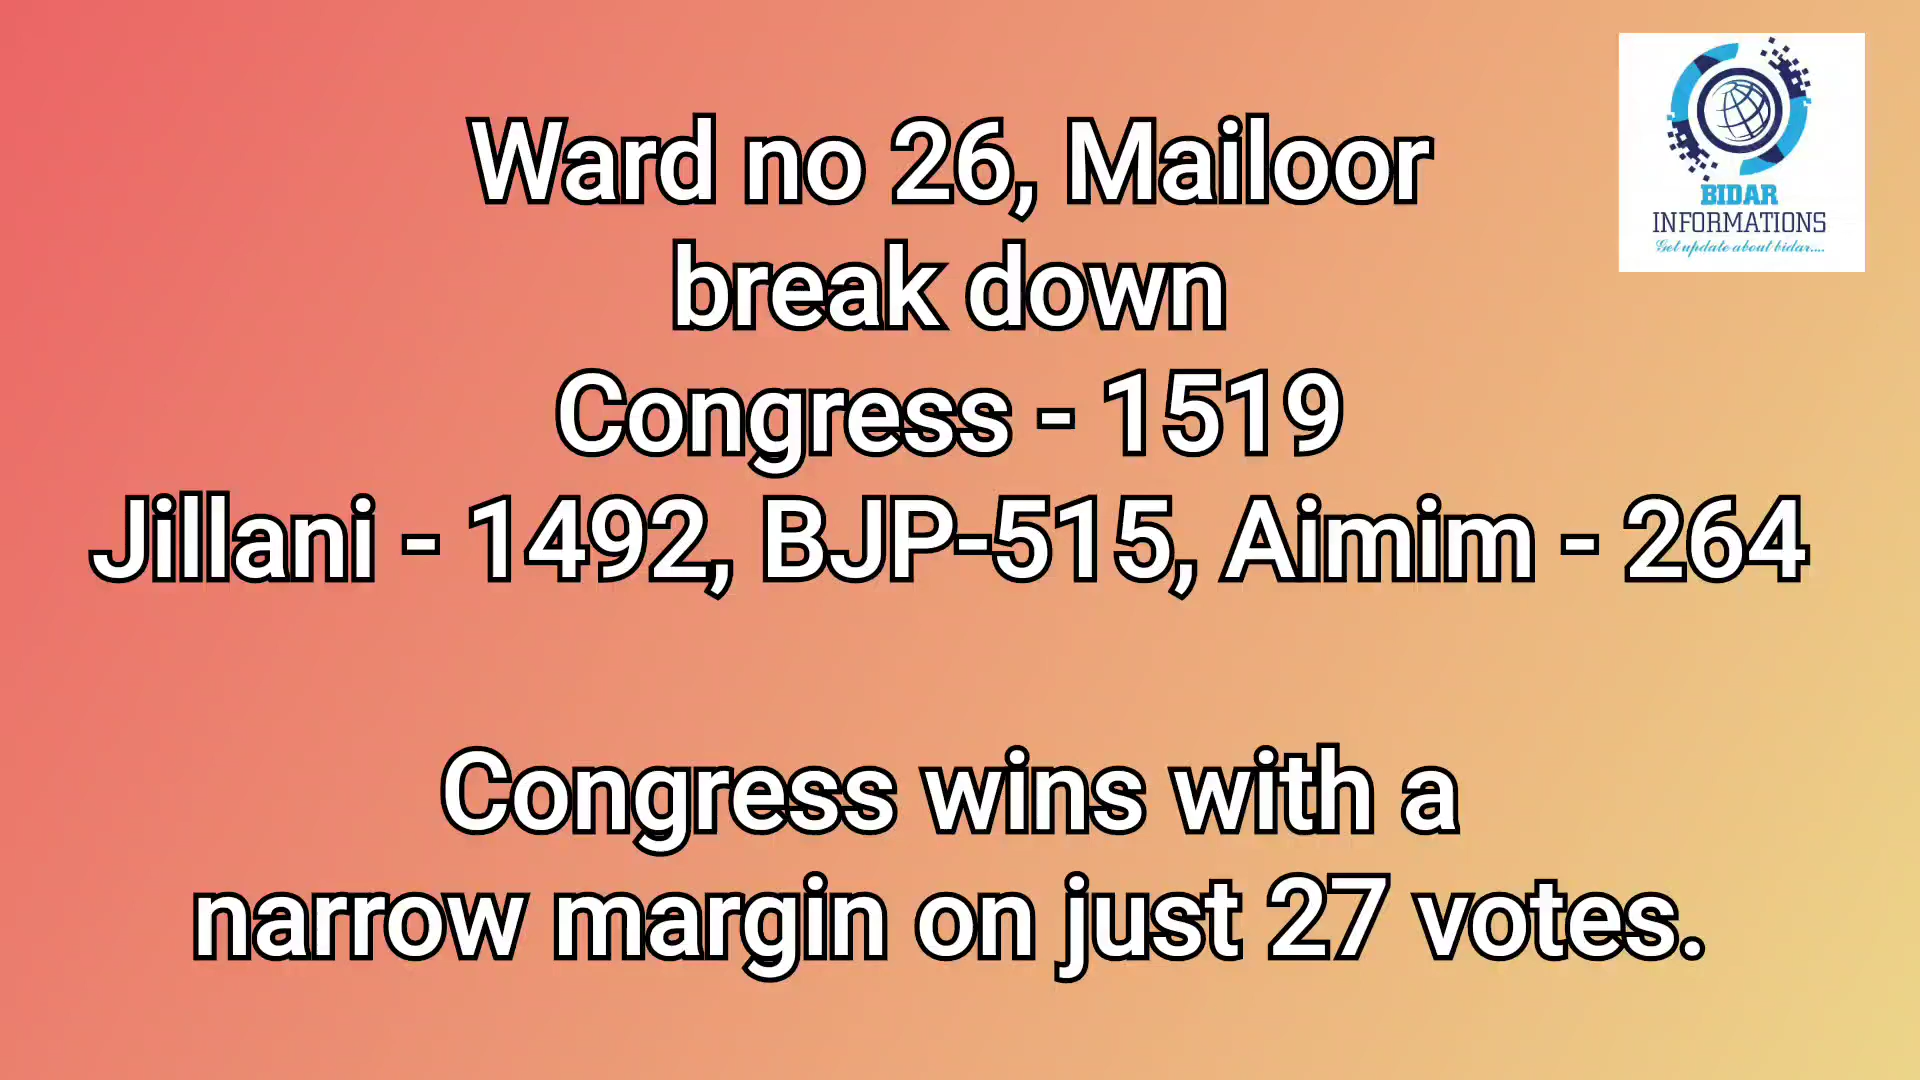 Ward no 26, Mailoor
break down
Congress - 1519
Jillani - 1492, BJP-515, Aimim - 264
Congress wins with a
narrow margin on just 27 votes.
BIDAR
INFORMATIONS
Get update about bidar....